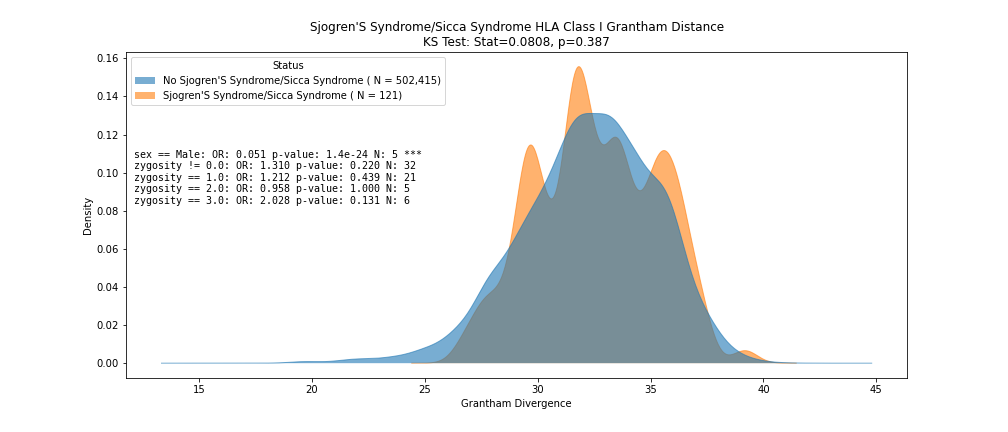 Sjogren'S Syndrome/Sicca Syndrome HLA Class I Grantham Distance
KS Test: Stat=0.0808, p=0.387
Status
No Sjogren'S Syndrome/Sicca Syndrome ( N = 502,415)
Sjogren'S Syndrome/Sicca Syndrome ( N = 121)
sex == Male: OR: 0.051 p-value: 1.4e-24 N: 5 ***
zygosity != 0.0: OR: 1.310 p-value: 0.220 N: 32
zygosity == 1.0: OR: 1.212 p-value: 0.439 N: 21
zygosity == 2.0: OR: 0.958 p-value: 1.000 N: 5
zygosity == 3.0: OR: 2.028 p-value: 0.131 N: 6
Density
0.16
0.14
0.12
0.10
0.08
0.06
0.04
0.02
0.00
15 20 25 30 35 40 45
Grantham Divergence